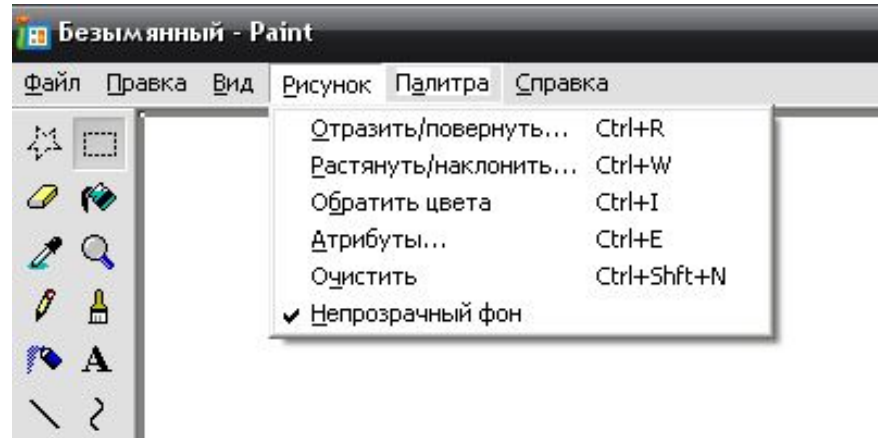 Безымянный - Paint
Файл Правка Вид Рисунок Палитра Справка
Отразить/повернуть... Ctrl+R
Растянуть/наклонить... Ctrl+W
Обратить цвета Ctrl+I
Атрибуты... Ctrl+E
Очистить Ctrl+Shft+N
Непрозрачный фон
A